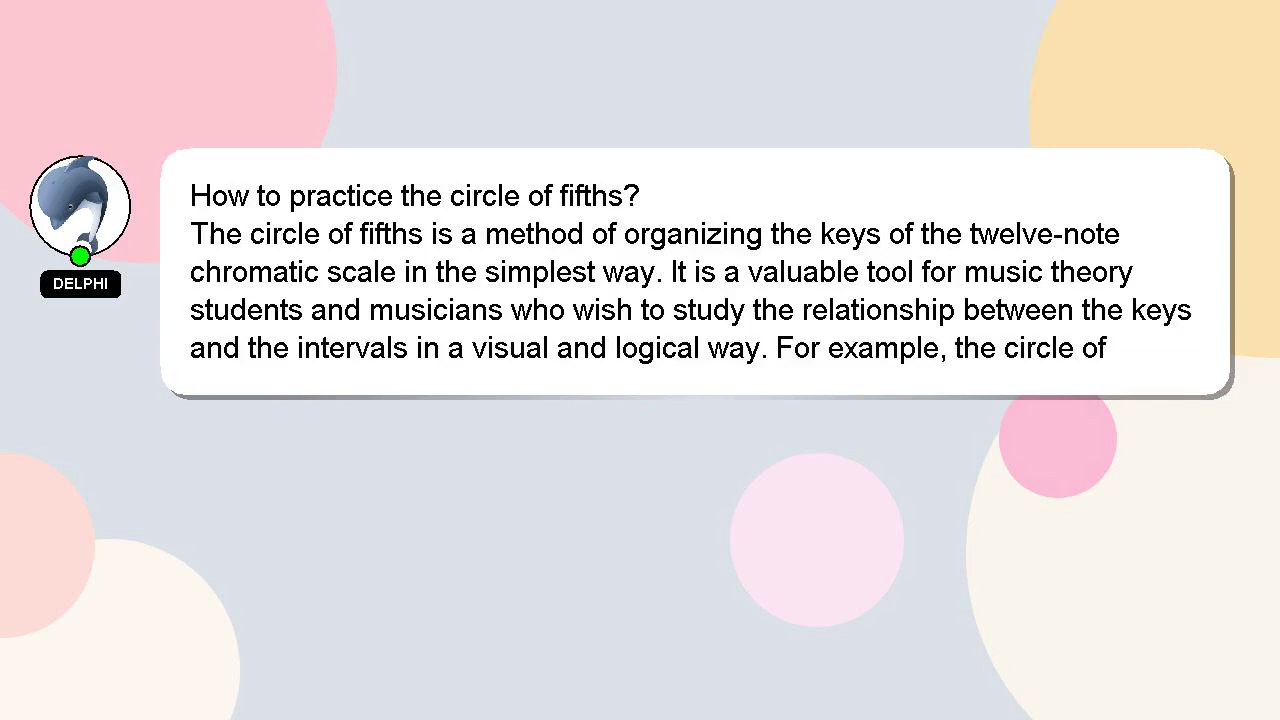 DELPHI
How to practice the circle of fifths?
The circle of fifths is a method of organizing the keys of the twelve-note
chromatic scale in the simplest way. It is a valuable tool for music theory
students and musicians who wish to study the relationship between the keys
and the intervals in a visual and logical way. For example, the circle of